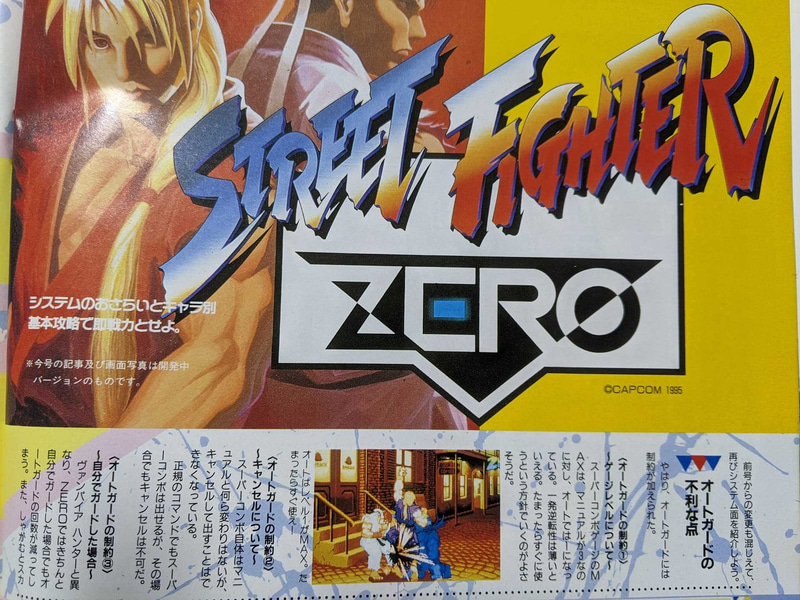 STREET FIGHTER
ZERO
システムのおさらいとキャラ別
基本攻略で即戦力とせよ。
※今号の記事及び画面写真は開発中
バージョンのものです。
©CAPCOM 1995
前号からの変更も混じえて、
再びシステム面を紹介しよう。
オートガードの
不利な点
やはり、オートガードには
制約が加えられた。
〈オートガードの制約①〉
〜ゲージレベルについて〜
スーパーコンボゲージのM
AXは、マニュアルが3なの
に対し、オートでは1になっ
ている。一発逆転性は薄いと
いえる。たまったらすぐに使
うという方針でいくのがよさ
そうだ。
オートはレベル1がMAX。た
まったらすぐ使え!
〈オートガードの制約②〉
〜キャンセルについて〜
スーパーコンボ自体はマニ
ュアルと何ら変わりはないが、
キャンセルして出すことはで
きなくなっている。
正規のコマンドでもスーパ
ーコンボは出せるが、その場
合でもキャンセルは不可だ。
〈オートガードの制約③〉
〜自分でガードした場合〜
ヴァンパイア ハンターと異
なり、ZEROではきちんと
自分でガードした場合でもオ
ートガードの回数が減ってし
まう。また、しゃがむとスカ